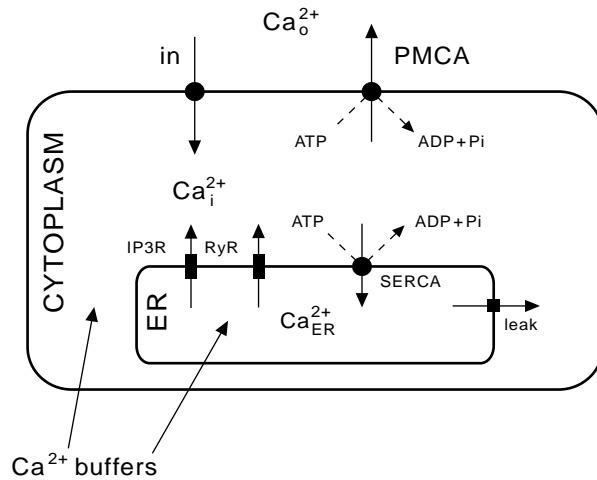 Ca²⁺ₒ
in
PMCA
ATP
ADP+Pi
Ca²⁺ᵢ
CYTOPLASM
ATP
ADP+Pi
IP3R
RyR
SERCA
ER
Ca²⁺ER
leak
Ca²⁺ buffers